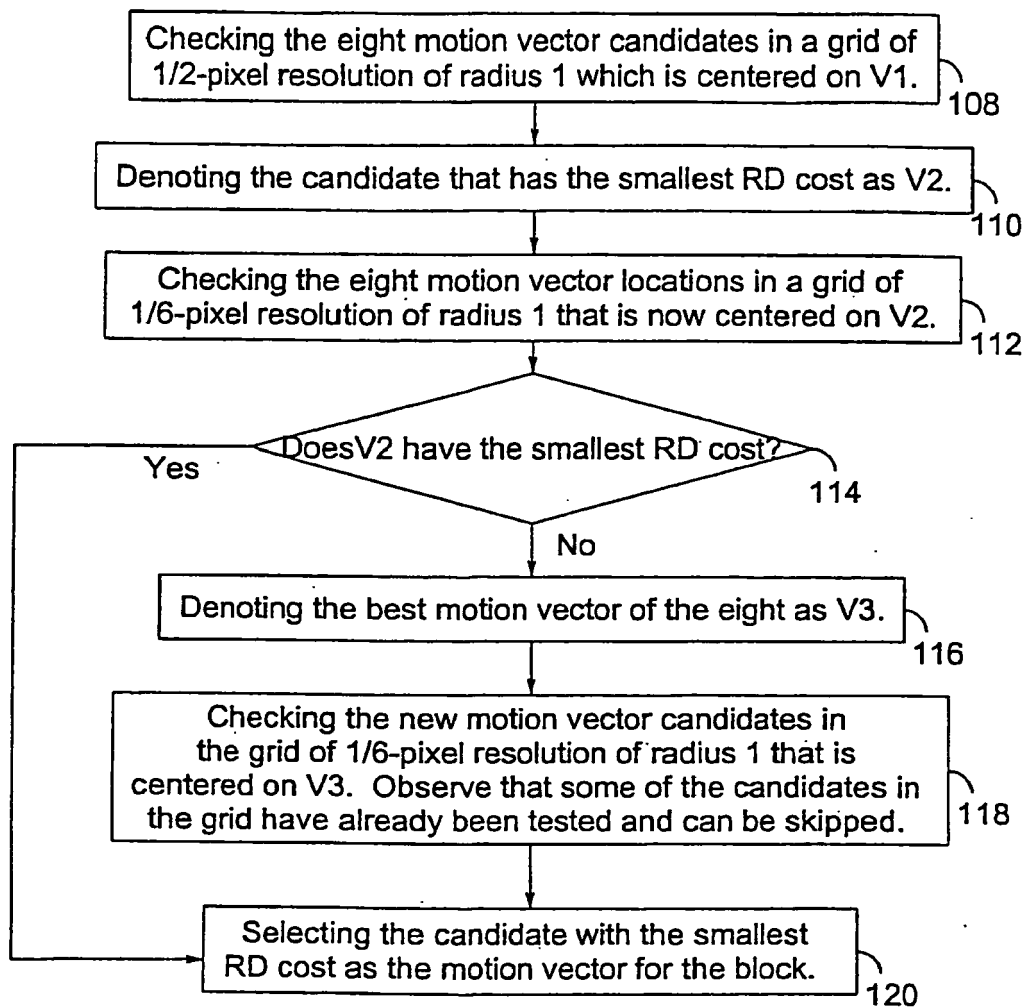 Checking the eight motion vector candidates in a grid of
1/2-pixel resolution of radius 1 which is centered on V1.
108
Denoting the candidate that has the smallest RD cost as V2.
110
Checking the eight motion vector locations in a grid of
1/6-pixel resolution of radius 1 that is now centered on V2.
112
DoesV2 have the smallest RD cost?
Yes
114
No
Denoting the best motion vector of the eight as V3.
116
Checking the new motion vector candidates in
the grid of 1/6-pixel resolution of radius 1 that is
centered on V3. Observe that some of the candidates in
the grid have already been tested and can be skipped.
118
Selecting the candidate with the smallest
RD cost as the motion vector for the block.
120